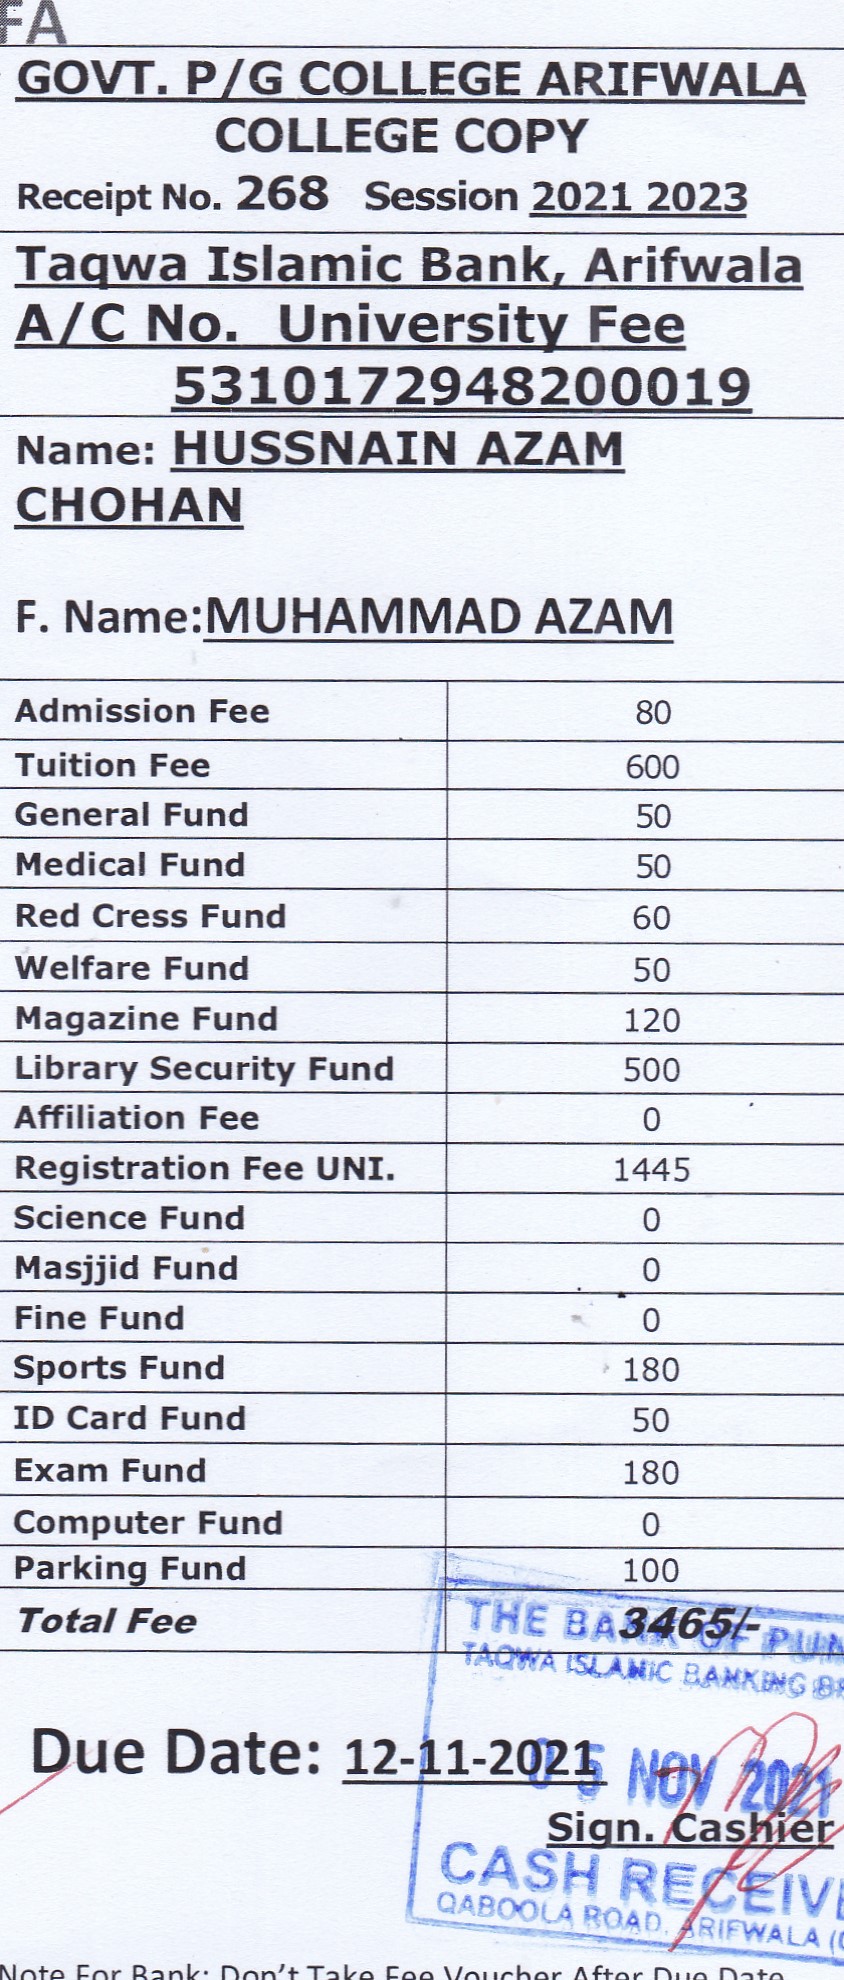 FA
GOVT. P/G COLLEGE ARIFWALA
COLLEGE COPY
Receipt No. 268 Session 2021 2023
Taqwa Islamic Bank, Arifwala
A/C No. University Fee
5310172948200019
Name: HUSSNAIN AZAM
CHOHAN
F. Name:MUHAMMAD AZAM
Admission Fee 80
Tuition Fee 600
General Fund 50
Medical Fund 50
Red Cress Fund 60
Welfare Fund 50
Magazine Fund 120
Library Security Fund 500
Affiliation Fee 0
Registration Fee UNI. 1445
Science Fund 0
Masjjid Fund 0
Fine Fund 0
Sports Fund 180
ID Card Fund 50
Exam Fund 180
Computer Fund 0
Parking Fund 100
Total Fee 3465/-
THE BANK OF PUN
TAQWA ISLAMIC BANKING
Due Date: 12-11-2021
05 NOV 2021
Sign. Cashier
CASH RECEIV
QABOOLA ROAD, ARIFWALA
Note For Bank: Don't Take Fee Voucher After Due Date